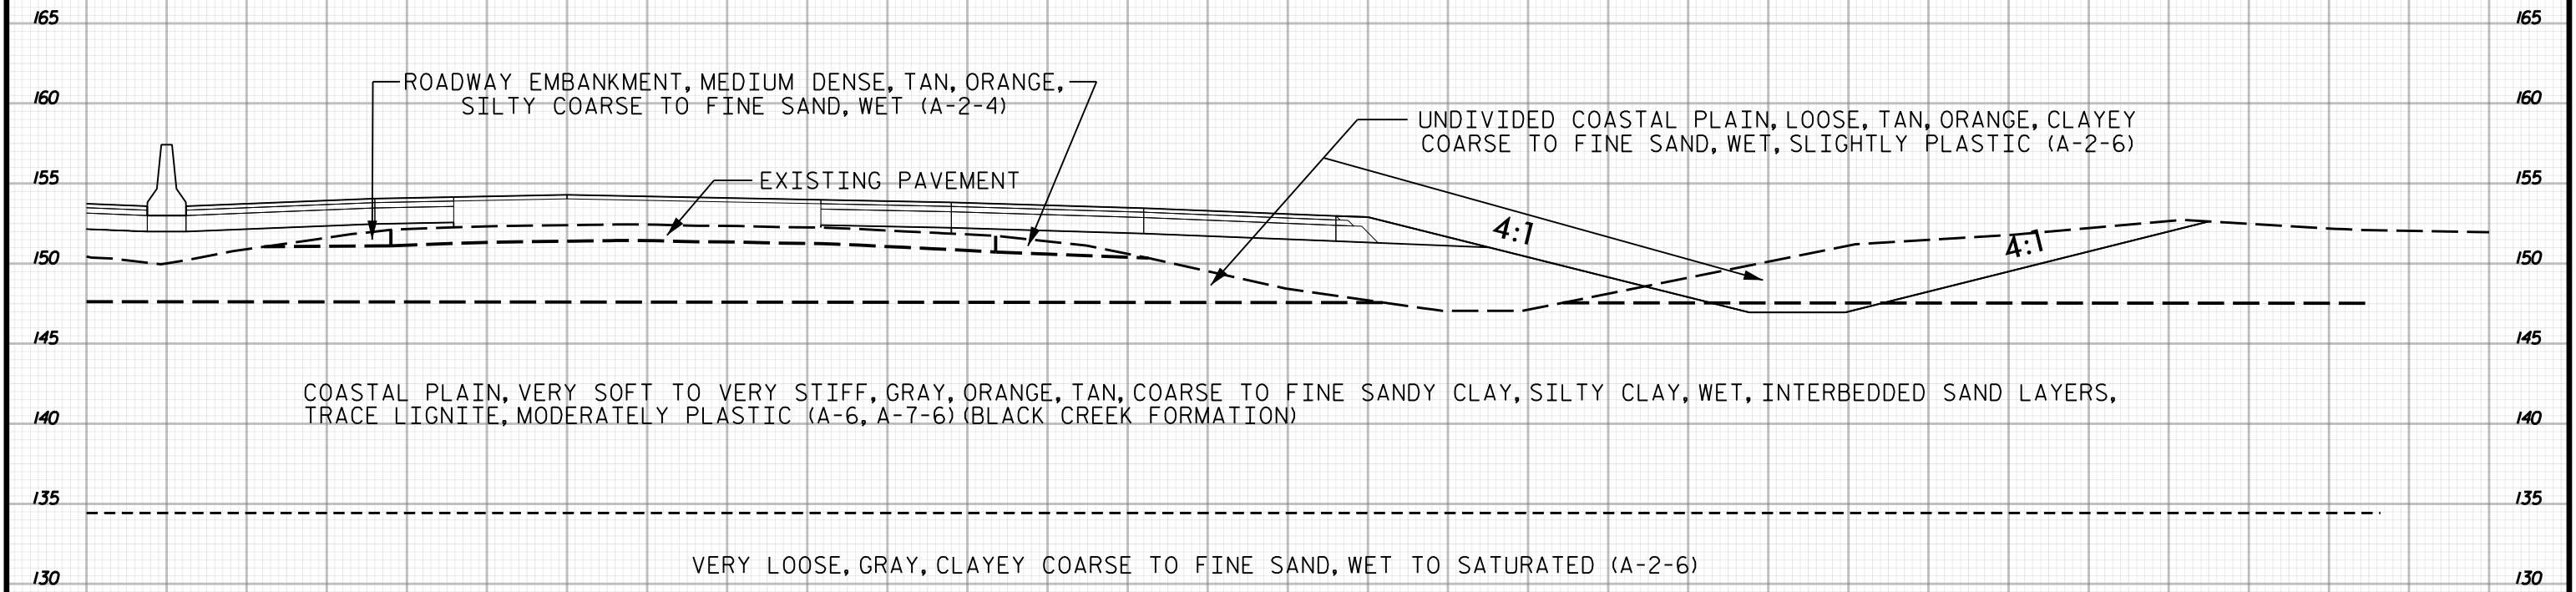 165 165
ROADWAY EMBANKMENT, MEDIUM DENSE, TAN, ORANGE,
SILTY COARSE TO FINE SAND, WET (A-2-4)
160 160
UNDIVIDED COASTAL PLAIN, LOOSE, TAN, ORANGE, CLAYEY
COARSE TO FINE SAND, WET, SLIGHTLY PLASTIC (A-2-6)
EXISTING PAVEMENT
155 155
4:1
4:1
150 150
145 145
COASTAL PLAIN, VERY SOFT TO VERY STIFF, GRAY, ORANGE, TAN, COARSE TO FINE SANDY CLAY, SILTY CLAY, WET, INTERBEDDED SAND LAYERS,
TRACE LIGNITE, MODERATELY PLASTIC (A-6, A-7-6) (BLACK CREEK FORMATION)
140 140
135 135
VERY LOOSE, GRAY, CLAYEY COARSE TO FINE SAND, WET TO SATURATED (A-2-6)
130 130